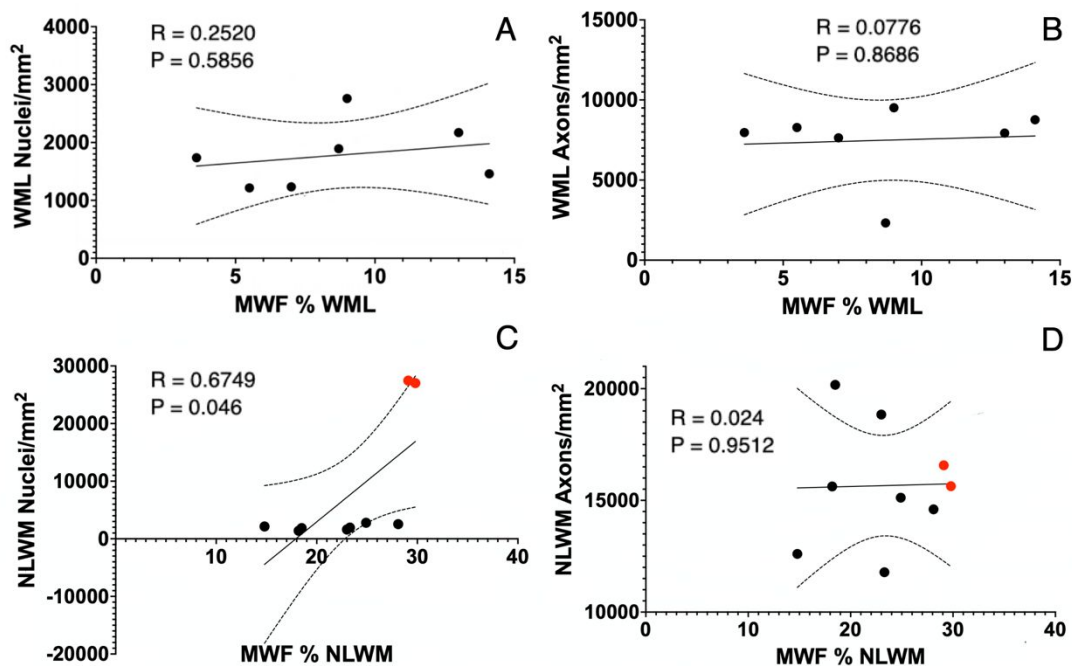 A
R = 0.2520
P = 0.5856
WML Nuclei/mm²
4000
3000
2000
1000
0
0 5 10 15
MWF % WML
B
R = 0.0776
P = 0.8686
WML Axons/mm²
15000
10000
5000
0
0 5 10 15
MWF % WML
C
R = 0.6749
P = 0.046
NLWM Nuclei/mm²
30000
20000
10000
0
-10000
-20000
10 20 30 40
MWF % NLWM
D
R = 0.024
P = 0.9512
NLWM Axons/mm²
20000
15000
10000
0 10 20 30 40
MWF % NLWM